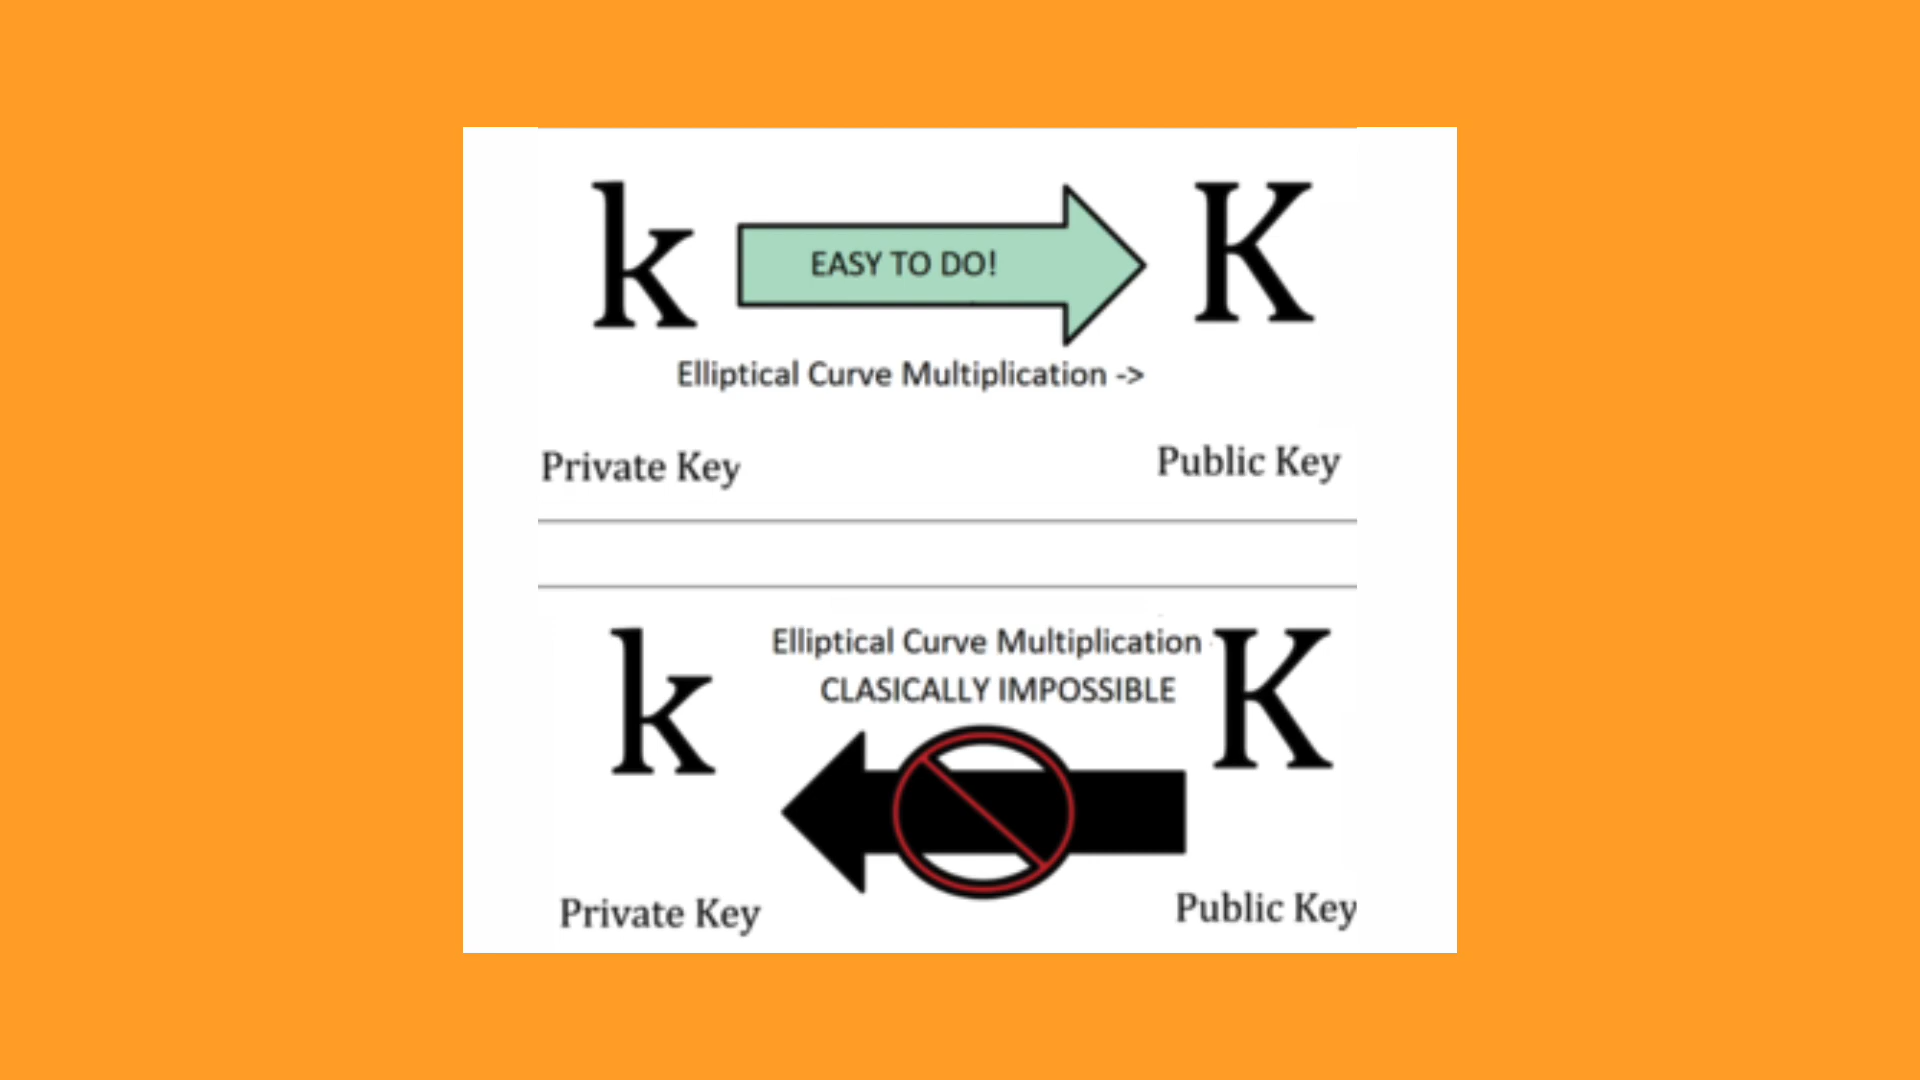 k EASY TO DO! K
Elliptical Curve Multiplication ->
Private Key Public Key
Elliptical Curve Multiplication
CLASICALLY IMPOSSIBLE
k K
Private Key Public Key